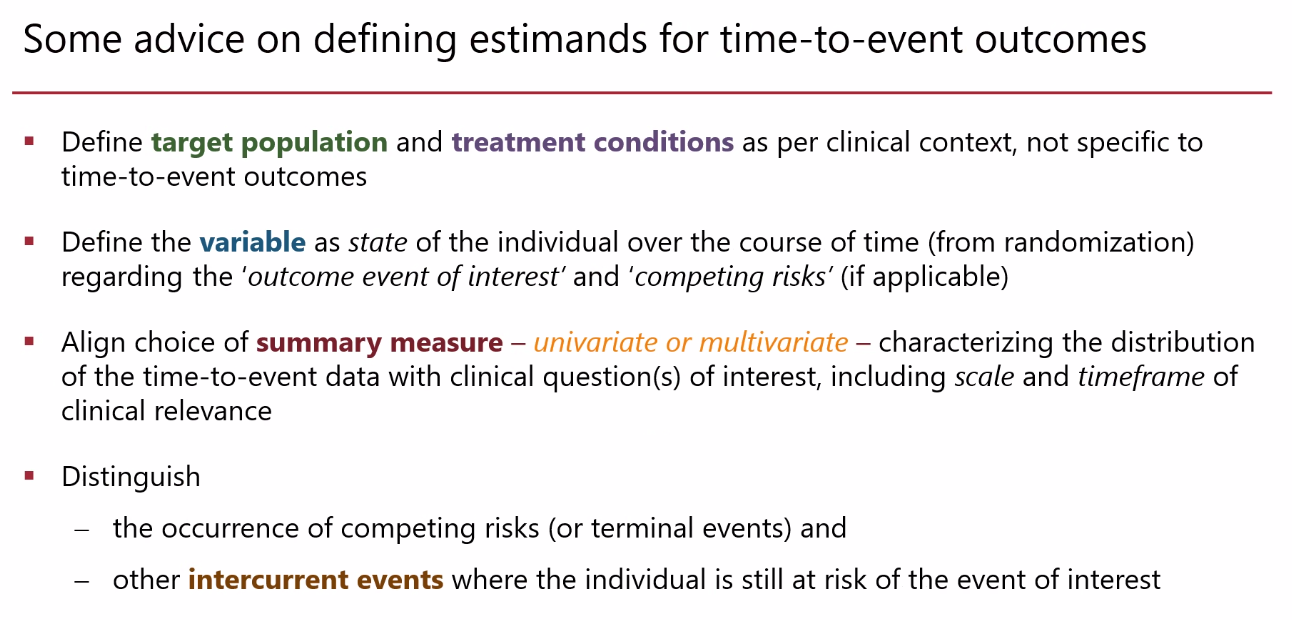 Some advice on defining estimands for time-to-event outcomes
▪ Define target population and treatment conditions as per clinical context, not specific to
time-to-event outcomes
▪ Define the variable as state of the individual over the course of time (from randomization)
regarding the ‘outcome event of interest’ and ‘competing risks’ (if applicable)
▪ Align choice of summary measure – univariate or multivariate – characterizing the distribution
of the time-to-event data with clinical question(s) of interest, including scale and timeframe of
clinical relevance
▪ Distinguish
– the occurrence of competing risks (or terminal events) and
– other intercurrent events where the individual is still at risk of the event of interest